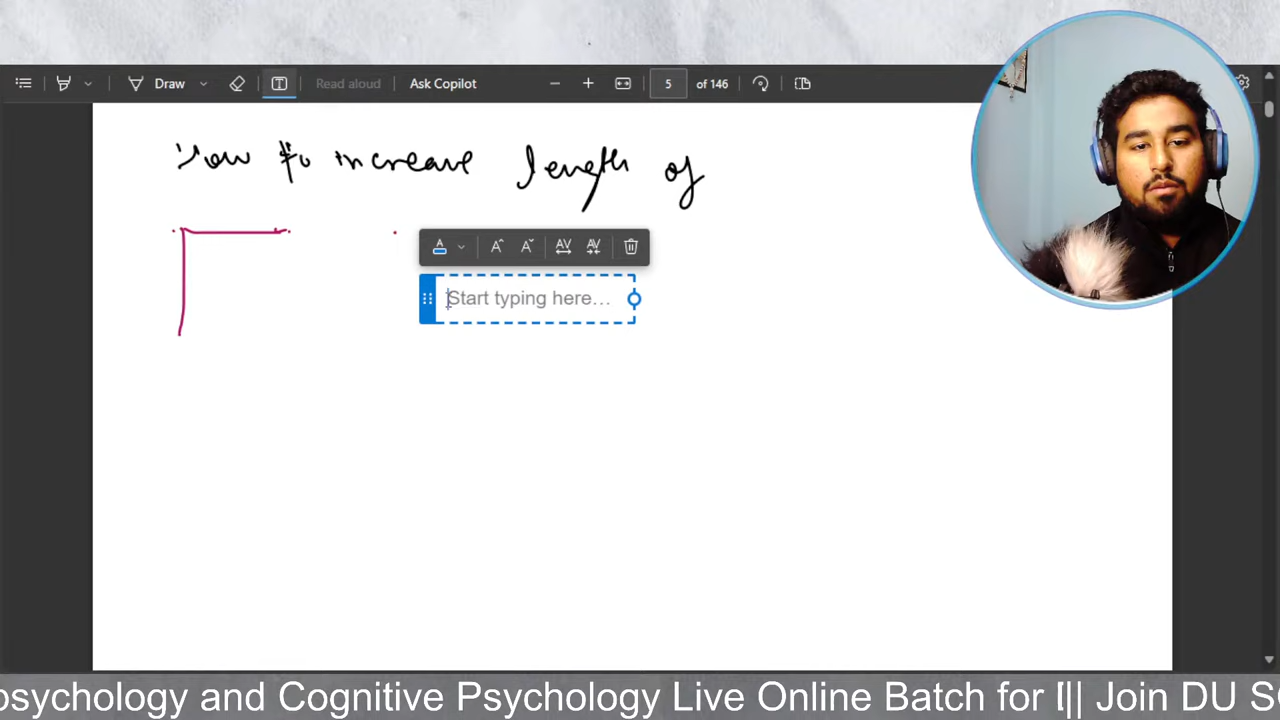 Draw
Read aloud
Ask Copilot
5 of 146
How to increase length of
Start typing here...
psychology and Cognitive Psychology Live Online Batch for || Join DU